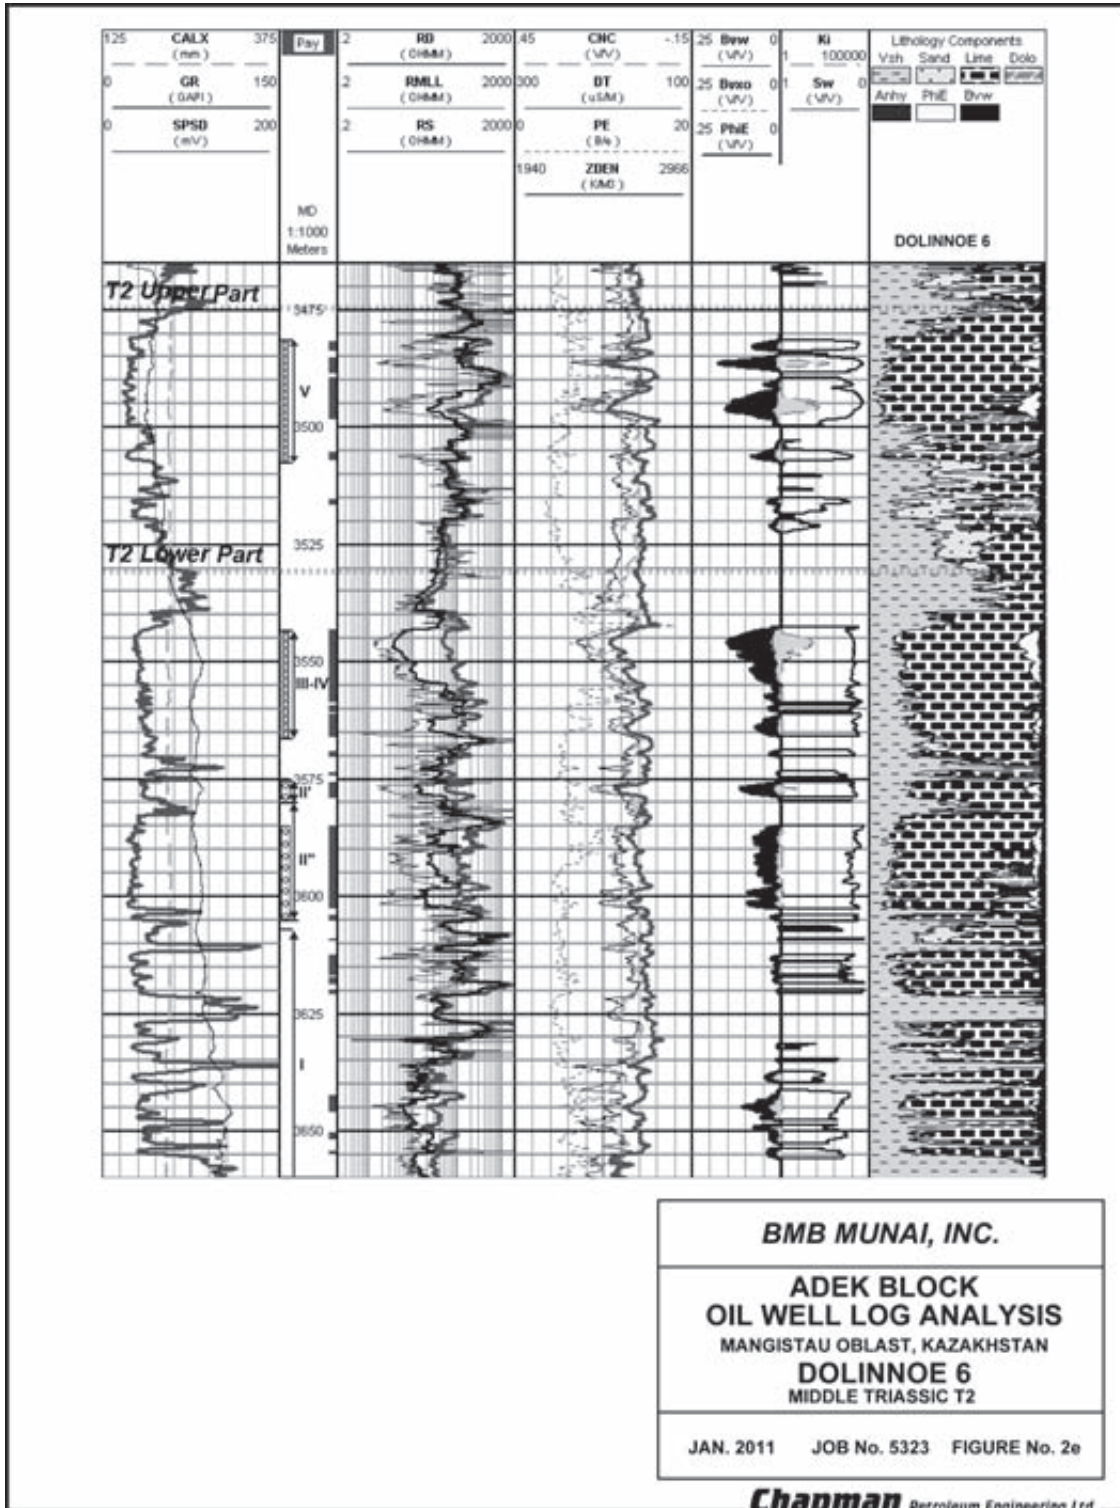 125 CALX 375
(mm)
0 GR 150
(GAPI)
0 SPSD 200
(mV)
Pay
MD
1:1000
Meters
.2 RD 2000
(OHMM)
.2 RMLL 2000
(OHMM)
.2 RS 2000
(OHMM)
.45 CNC -.15
(V/V)
300 DT 100
(uS/M)
0 PE 20
(B/e)
1940 ZDEN 2966
(K/M3)
.25 Bvw 0
(V/V)
.25 Bvxo 0
(V/V)
.25 PhiE 0
(V/V)
Ki
1 100000
1 Sw 0
(V/V)
Lithology Components
Vsh Sand Lime Dolo
Anhy PhiE Bvw
DOLINNOE 6
T2 Upper Part
3475
V
3500
3525
T2 Lower Part
3550
III-IV
3575
II'
II"
3600
3625
I
3650
BMB MUNAI, INC.
ADEK BLOCK
OIL WELL LOG ANALYSIS
MANGISTAU OBLAST, KAZAKHSTAN
DOLINNOE 6
MIDDLE TRIASSIC T2
JAN. 2011 JOB No. 5323 FIGURE No. 2e
Chapman Petroleum Engineering Ltd.